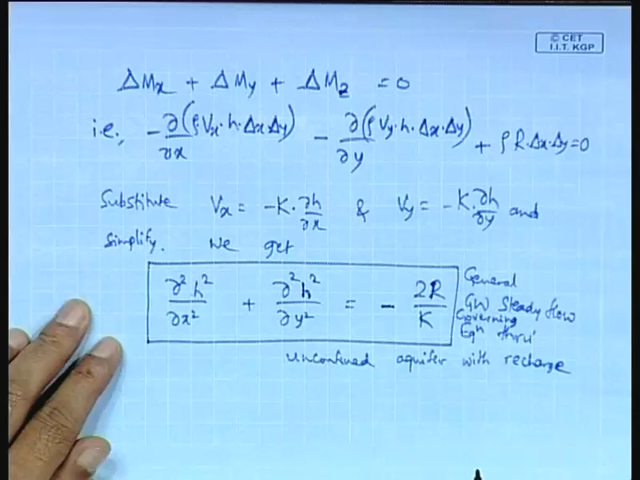 © CET
I.I.T. KGP
ΔMx + ΔMy + ΔMz = 0
i.e., - ∂(ρVx·h·Δx Δy)/∂x - ∂(ρVy·h·Δx·Δy)/∂y + ρR·Δx·Δy = 0
Substitute Vx = -K·∂h/∂x & Vy = -K·∂h/∂y and
simplify. We get
∂²h²/∂x² + ∂²h²/∂y² = - 2R/K
General
GW Steady flow
Governing
Eqn thru'
unconfined aquifer with recharge